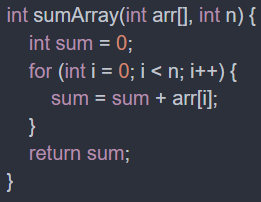 int sumArray(int arr[], int n) {
int sum = 0;
for (int i = 0; i < n; i++) {
sum = sum + arr[i];
}
return sum;
}